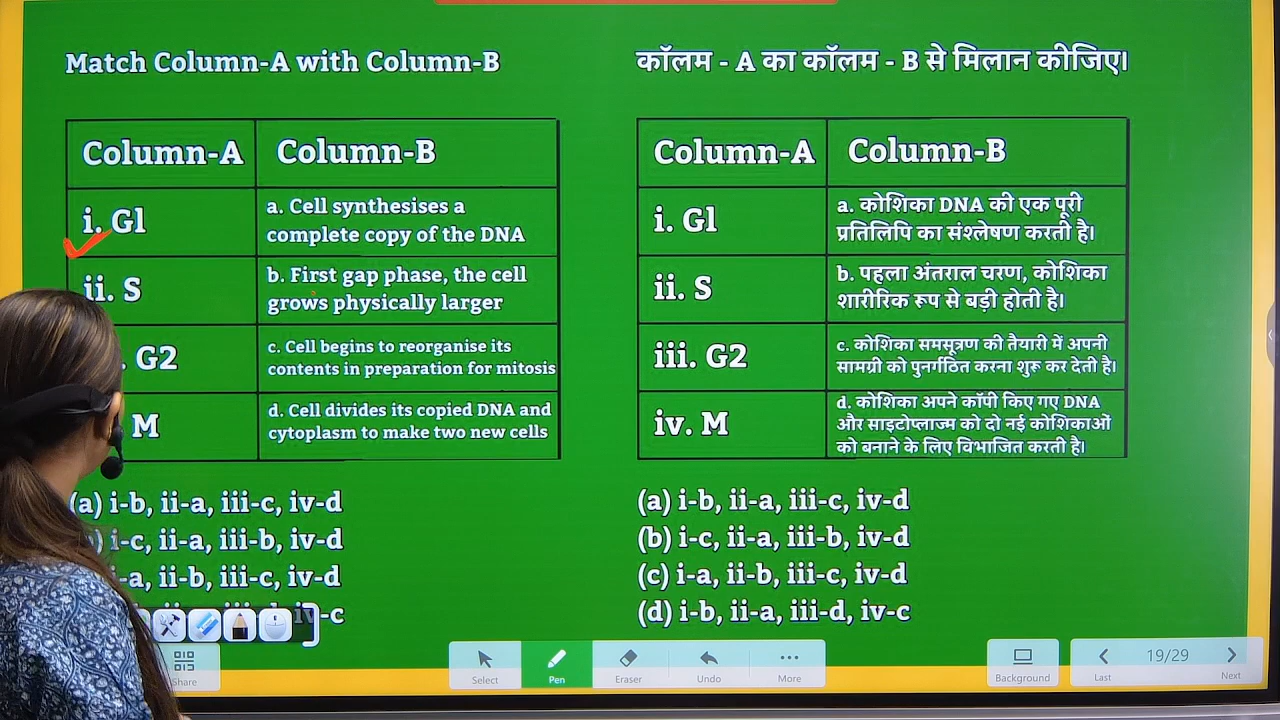 Match Column-A with Column-B
Column-A Column-B
i. Gl
a. Cell synthesises a
complete copy of the DNA
ii. S
b. First gap phase, the cell
grows physically larger
. G2
c. Cell begins to reorganise its
contents in preparation for mitosis
M
d. Cell divides its copied DNA and
cytoplasm to make two new cells
(a) i-b, ii-a, iii-c, iv-d
i-c, ii-a, iii-b, iv-d
-a, ii-b, iii-c, iv-d
-c
कॉलम - A का कॉलम - B से मिलान कीजिए।
Column-A Column-B
i. Gl
a. कोशिका DNA की एक पूरी
प्रतिलिपि का संश्लेषण करती है।
ii. S
b. पहला अंतराल चरण, कोशिका
शारीरिक रूप से बड़ी होती है।
iii. G2
c. कोशिका समसूत्रण की तैयारी में अपनी
सामग्री को पुनर्गठित करना शुरू कर देती है।
iv. M
d. कोशिका अपने कॉपी किए गए DNA
और साइटोप्लाज्म को दो नई कोशिकाओं
को बनाने के लिए विभाजित करती है।
(a) i-b, ii-a, iii-c, iv-d
(b) i-c, ii-a, iii-b, iv-d
(c) i-a, ii-b, iii-c, iv-d
(d) i-b, ii-a, iii-d, iv-c
Share
Select
Pen
Eraser
Undo
More
Background
Last
19/29
Next